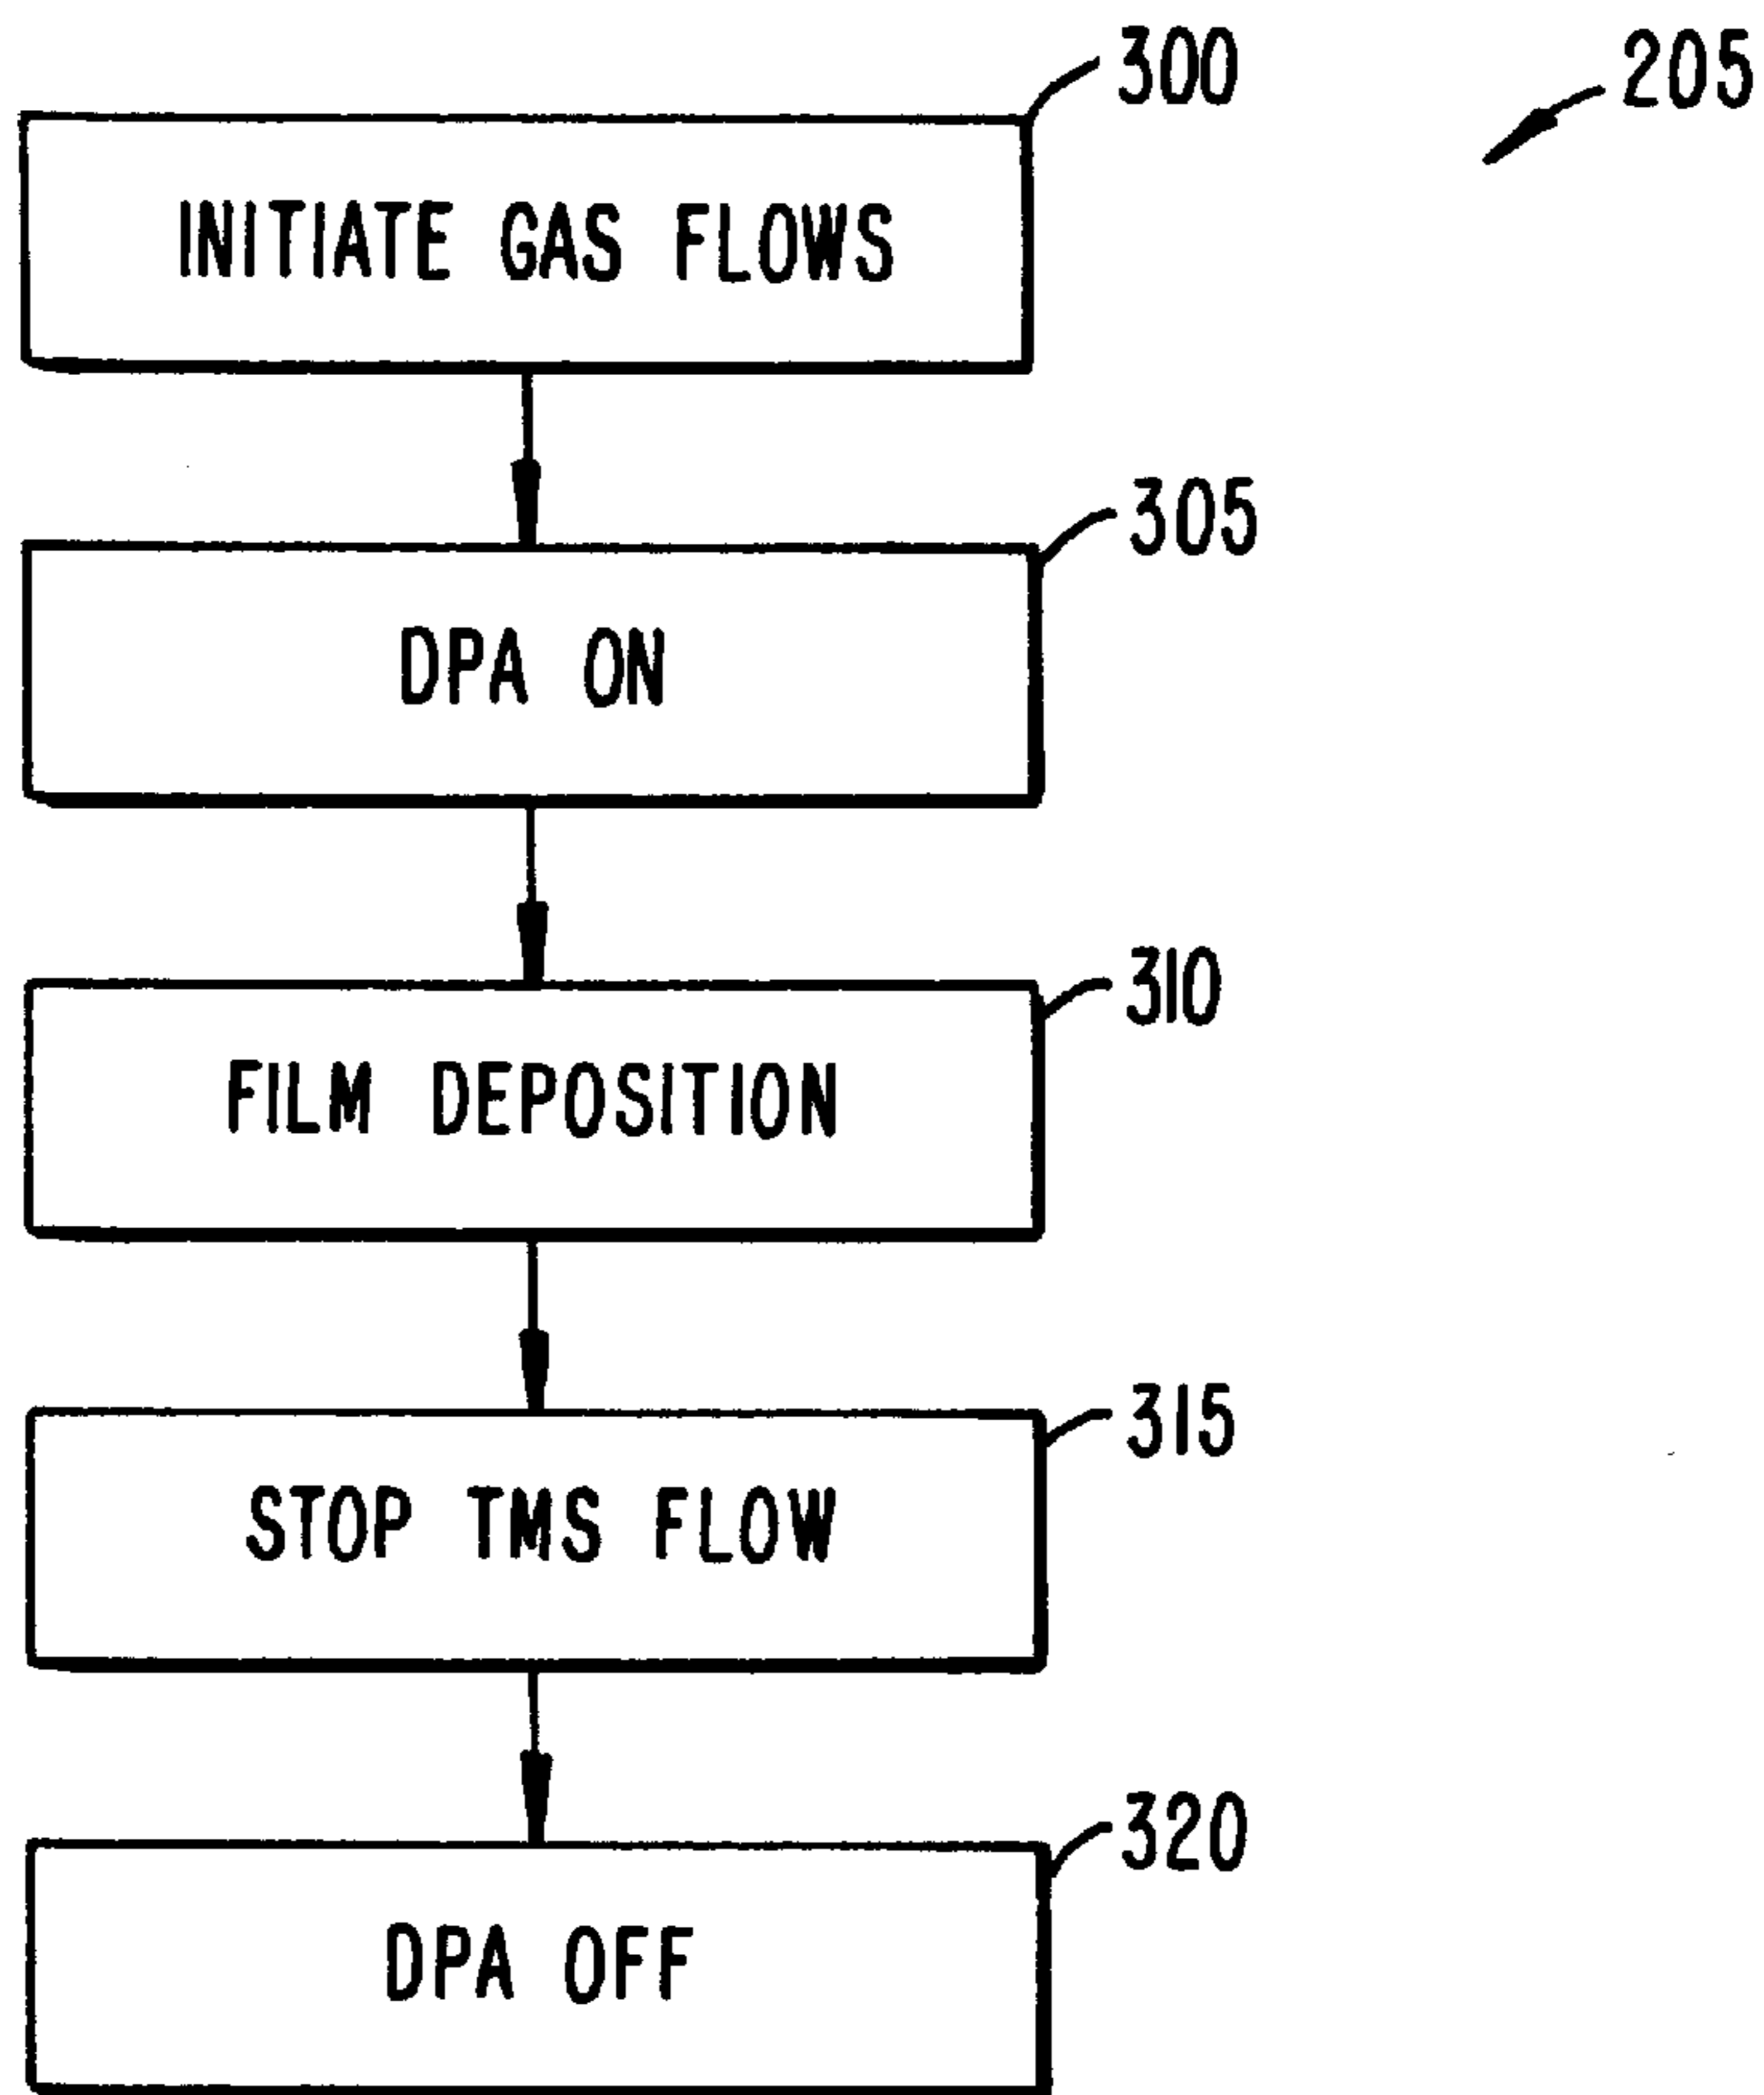 300
205
INITIATE GAS FLOWS
305
DPA ON
310
FILM DEPOSITION
315
STOP TMS FLOW
320
DPA OFF